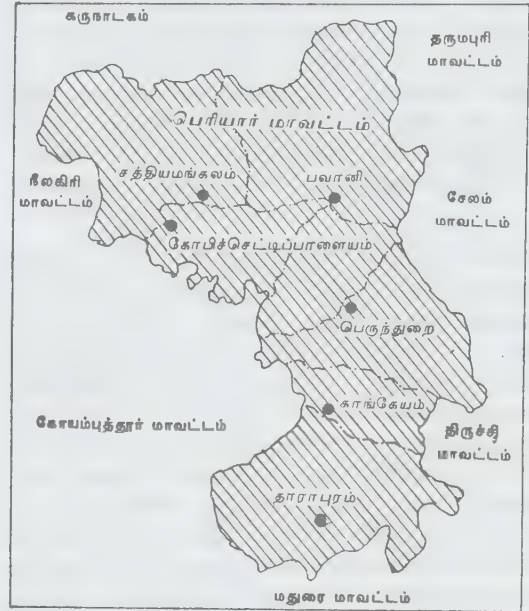 கருநாடகம்
தருமபுரி
மாவட்டம்
பெரியார் மாவட்டம்
சத்தியமங்கலம்
பவானி
நீலகிரி
மாவட்டம்
சேலம்
மாவட்டம்
கோபிச்செட்டிப்பாளையம்
பெருந்துறை
காங்கேயம்
கோயம்புத்தூர் மாவட்டம்
திருச்சி
மாவட்டம்
தாராபுரம்
மதுரை மாவட்டம்